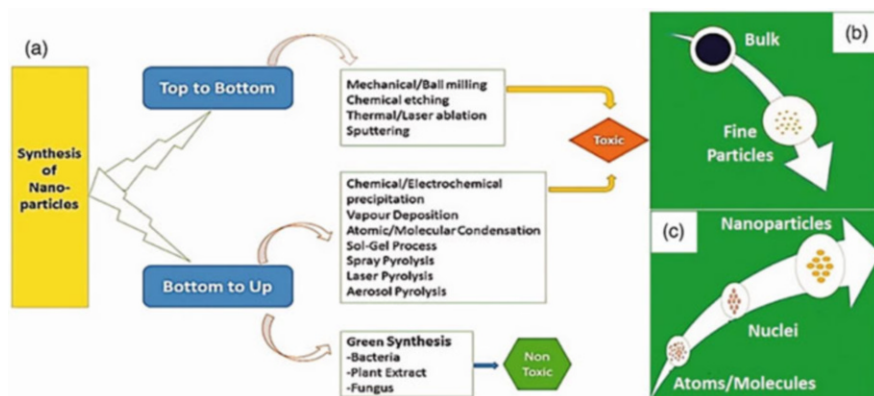 (a)
Synthesis
of
Nano-
particles
Top to Bottom
Mechanical/Ball milling
Chemical etching
Thermal/Laser ablation
Sputtering
Toxic
Bottom to Up
Chemical/Electrochemical
precipitation
Vapour Deposition
Atomic/Molecular Condensation
Sol-Gel Process
Spray Pyrolysis
Laser Pyrolysis
Aerosol Pyrolysis
Green Synthesis
-Bacteria
-Plant Extract
-Fungus
Non
Toxic
(b)
Bulk
Fine
Particles
(c)
Nanoparticles
Nuclei
Atoms/Molecules